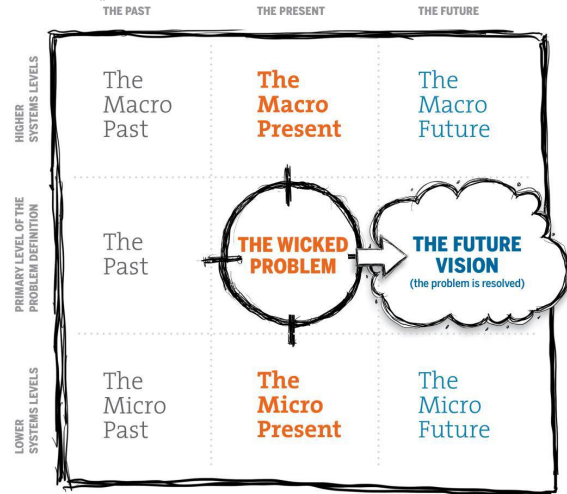 THE PAST
THE PRESENT
THE FUTURE
HIGHER
SYSTEMS LEVELS
The
Macro
Past
The
Macro
Present
The
Macro
Future
PRIMARY LEVEL OF THE
PROBLEM DEFINITION
The
Past
THE WICKED
PROBLEM
THE FUTURE
VISION
(the problem is resolved)
LOWER
SYSTEMS LEVELS
The
Micro
Past
The
Micro
Present
The
Micro
Future